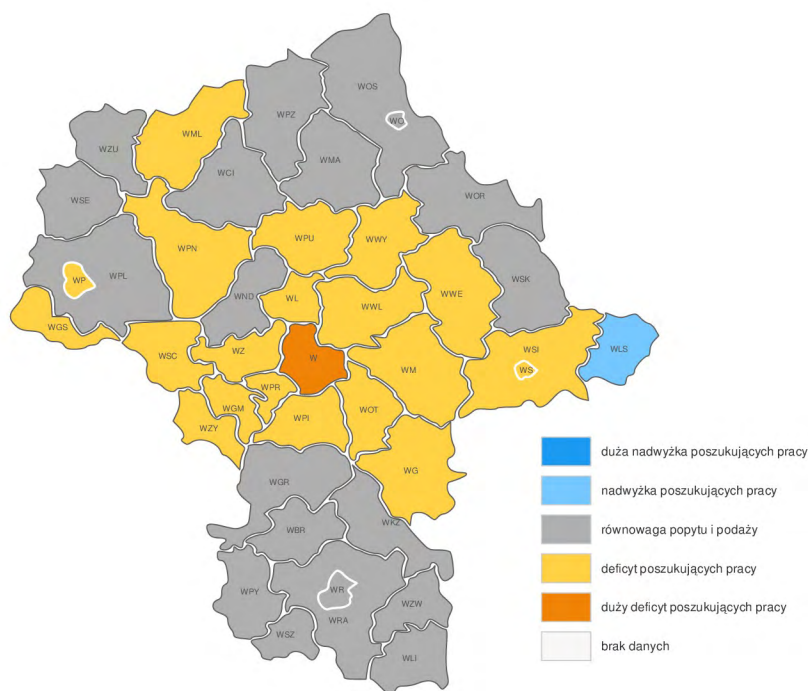 WOS
WPZ
WO
WML
WZU
WMA
WCI
WOR
WSE
WPN
WPU
WWY
WSK
WP
WPL
WWE
WND
WL
WWL
WGS
WSI
WLS
WSC
WZ
W
WM
WS
WPR
WGM
WPI
WOT
WZY
WG
WGR
WKZ
WBR
WPY
WR
WZW
WRA
WSZ
WLI
duża nadwyżka poszukujących pracy
nadwyżka poszukujących pracy
równowaga popytu i podaży
deficyt poszukujących pracy
duży deficyt poszukujących pracy
brak danych